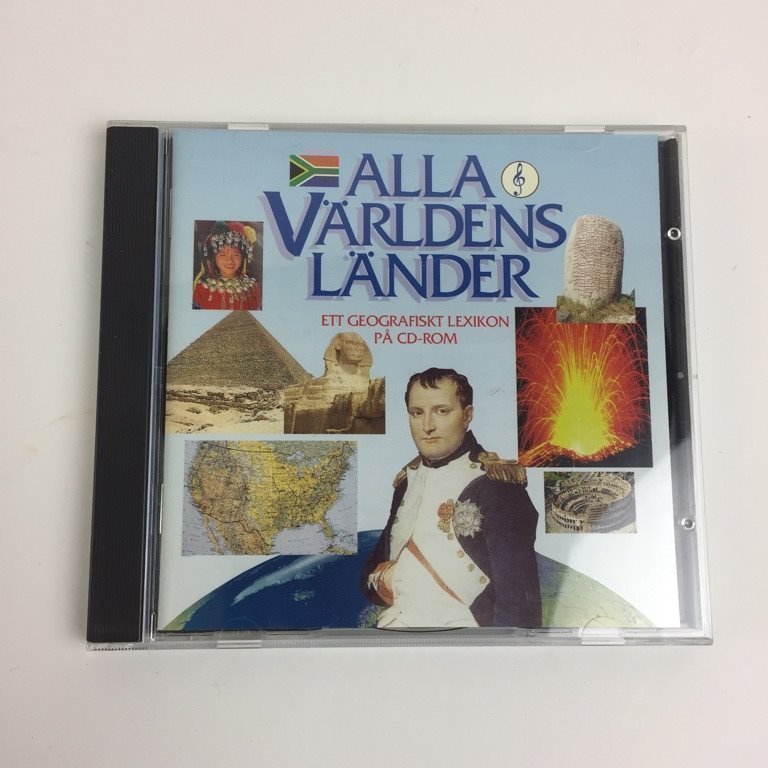 ALLA
VÄRLDENS
LÄNDER
ETT GEOGRAFISKT LEXIKON
PÅ CD-ROM